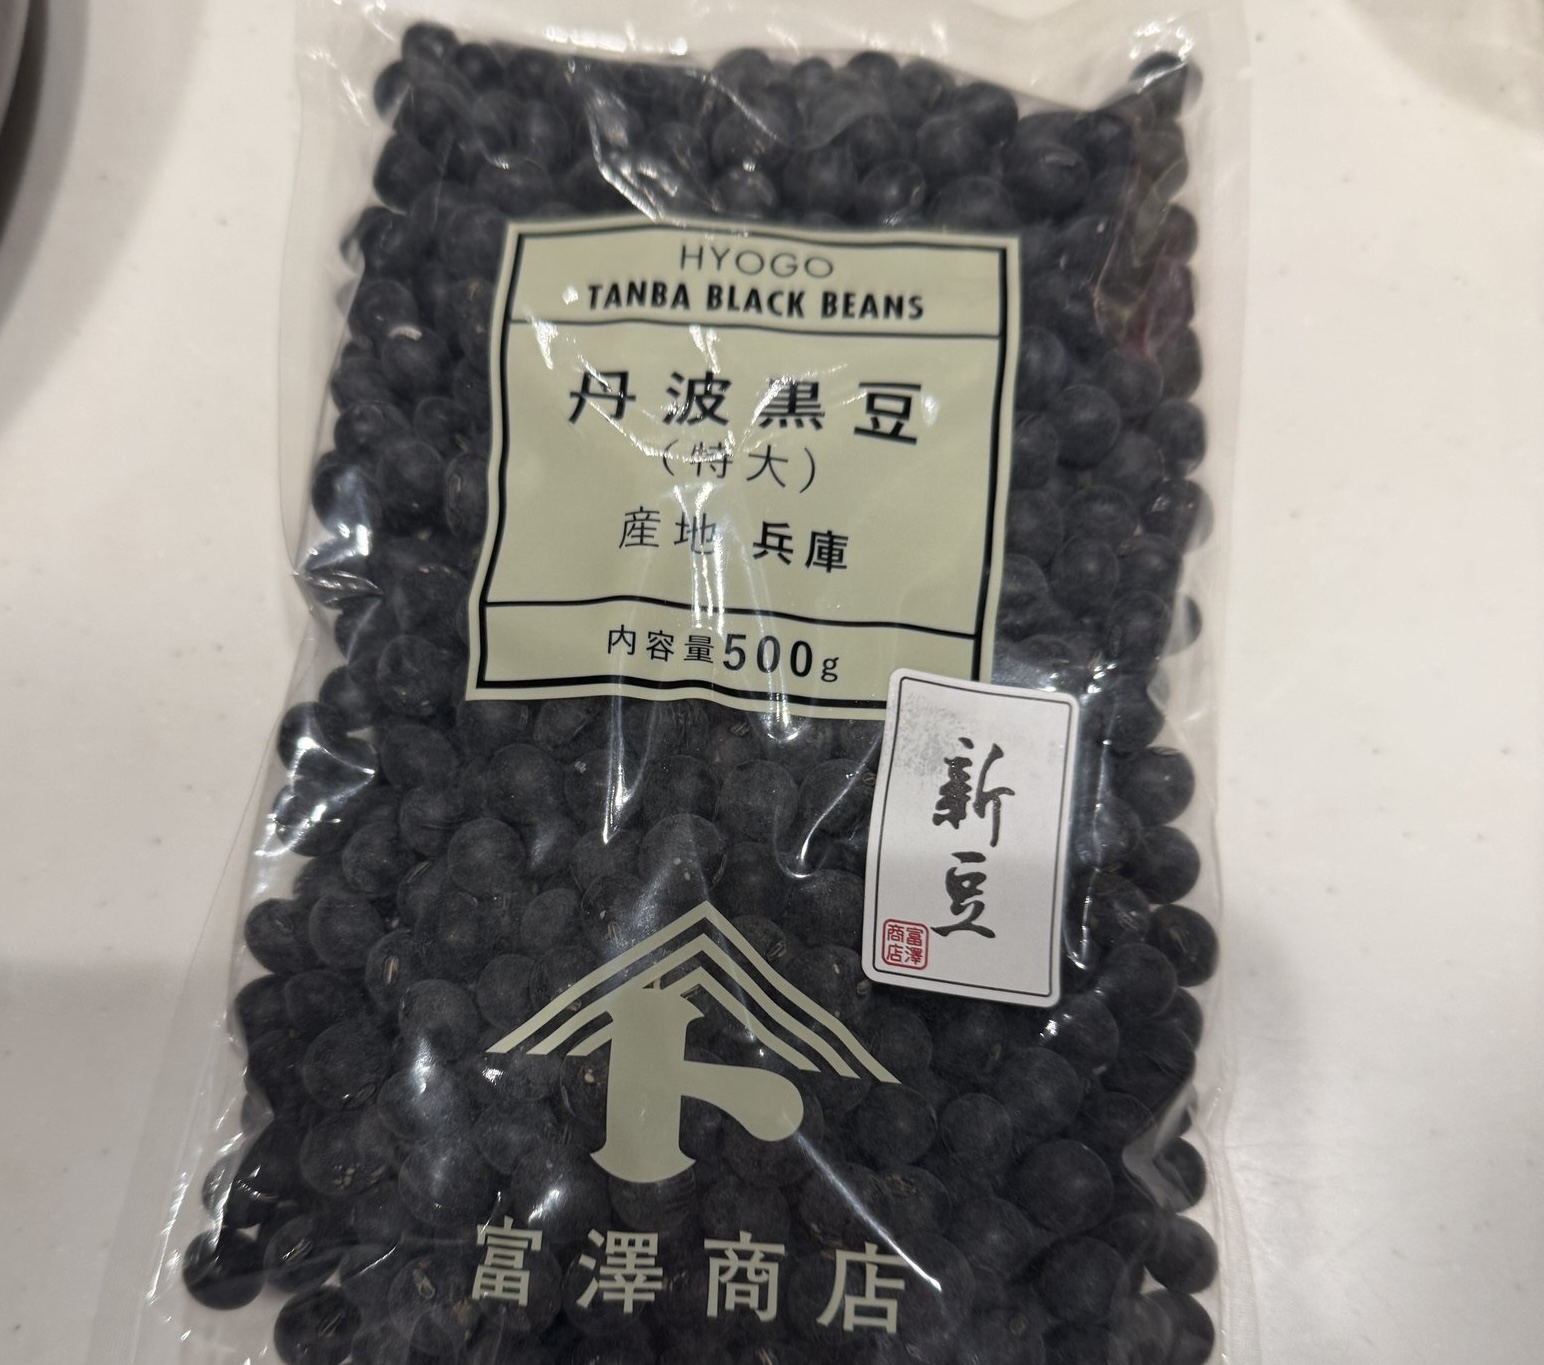 HYOGO
TANBA BLACK BEANS
丹波黒豆
(特大)
産地 兵庫
内容量500g
新豆
富澤
商店
富澤商店